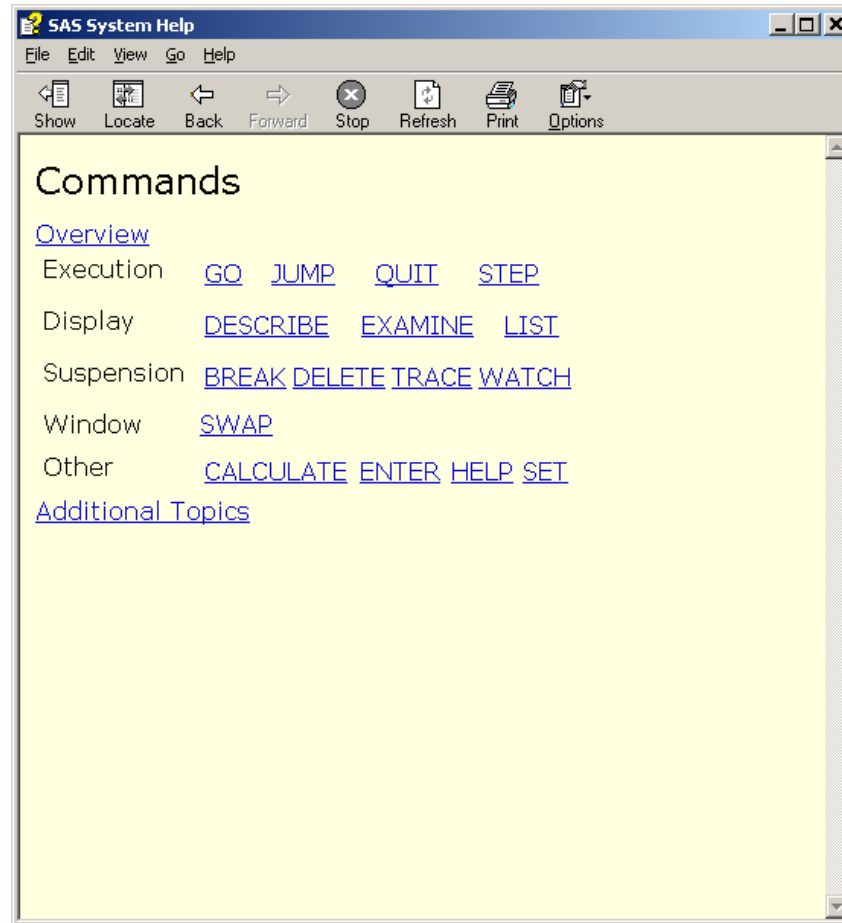 SAS System Help
File Edit View Go Help
Show Locate Back Forward Stop Refresh Print Options
Commands
Overview
Execution GO JUMP QUIT STEP
Display DESCRIBE EXAMINE LIST
Suspension BREAK DELETE TRACE WATCH
Window SWAP
Other CALCULATE ENTER HELP SET
Additional Topics